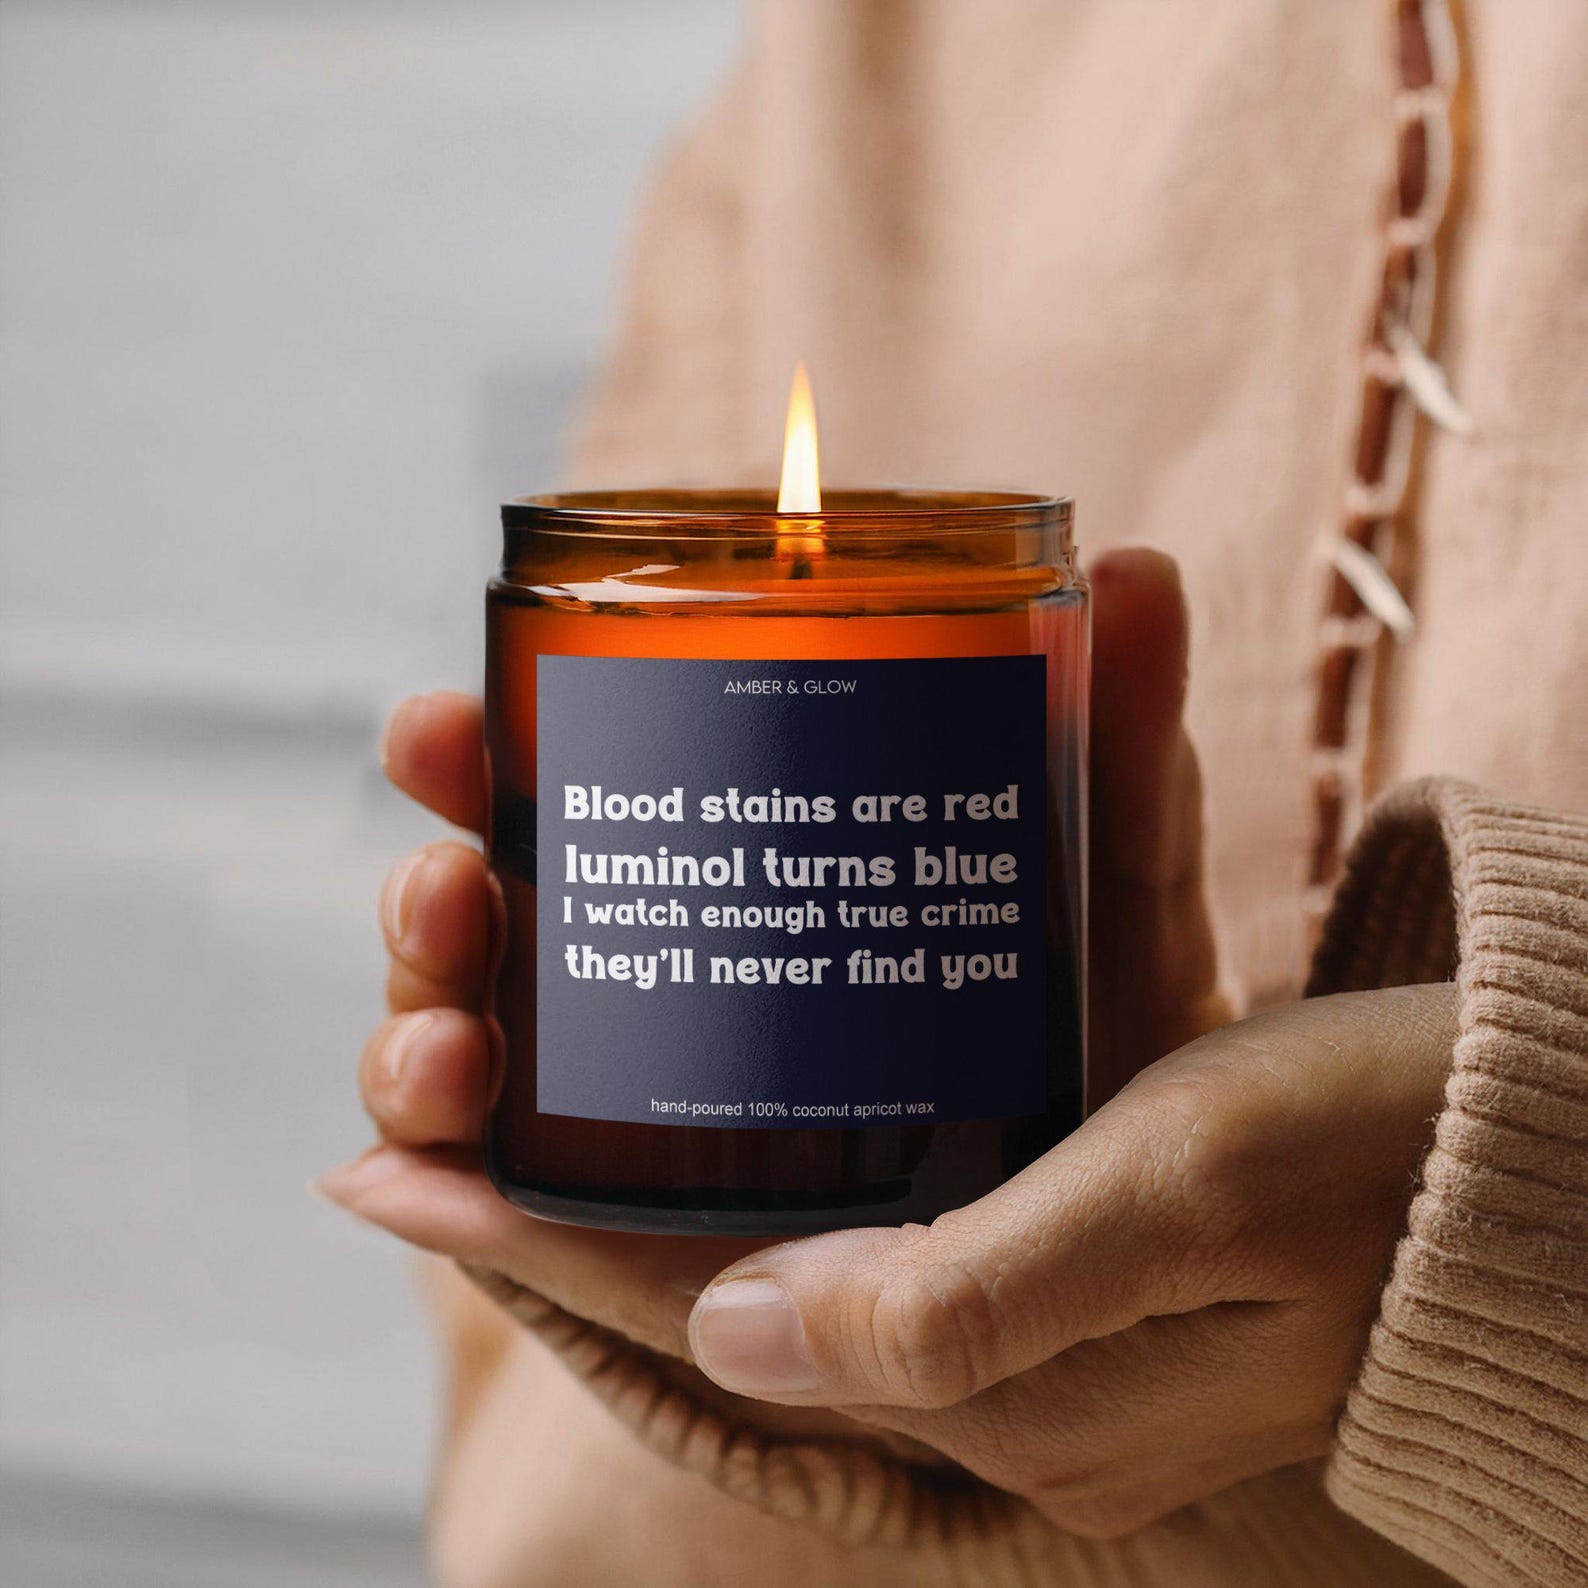 AMBER & GLOW
Blood stains are red
luminol turns blue
I watch enough true crime
they'll never find you
hand-poured 100% coconut apricot wax